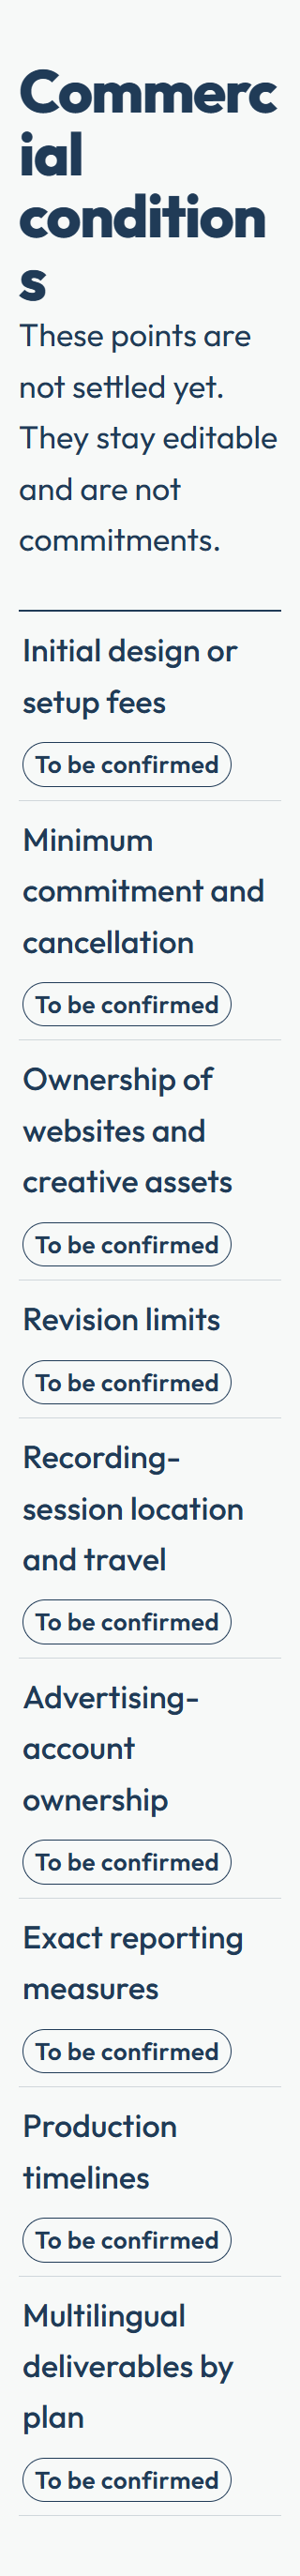 Commerc
ial
condition
s
These points are
not settled yet.
They stay editable
and are not
commitments.
Initial design or
setup fees
To be confirmed
Minimum
commitment and
cancellation
To be confirmed
Ownership of
websites and
creative assets
To be confirmed
Revision limits
To be confirmed
Recording-
session location
and travel
To be confirmed
Advertising-
account
ownership
To be confirmed
Exact reporting
measures
To be confirmed
Production
timelines
To be confirmed
Multilingual
deliverables by
plan
To be confirmed